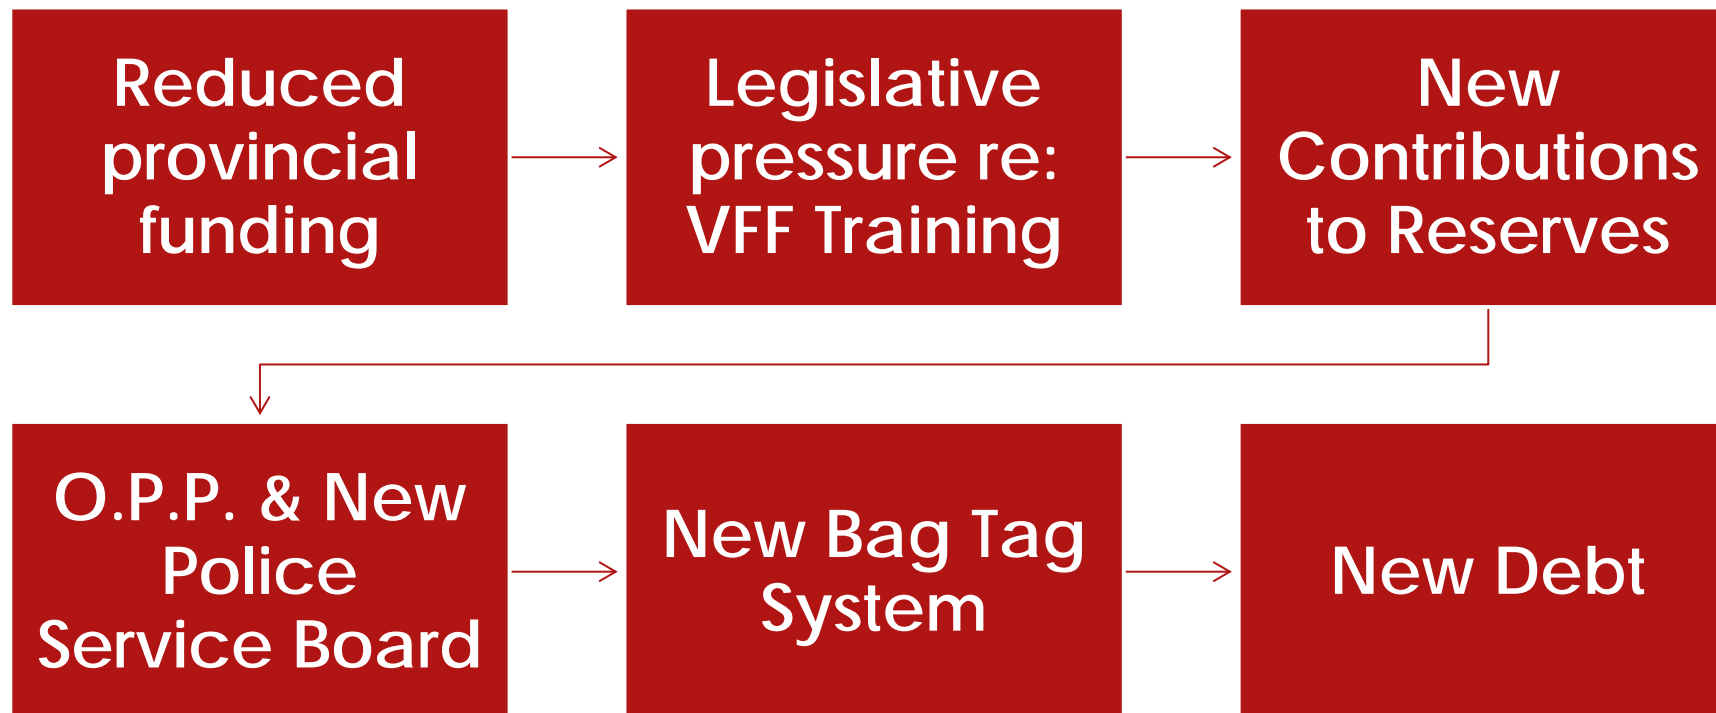 Reduced
provincial
funding
Legislative
pressure re:
VFF Training
New
Contributions
to Reserves
O.P.P. & New
Police
Service Board
New Bag Tag
System
New Debt